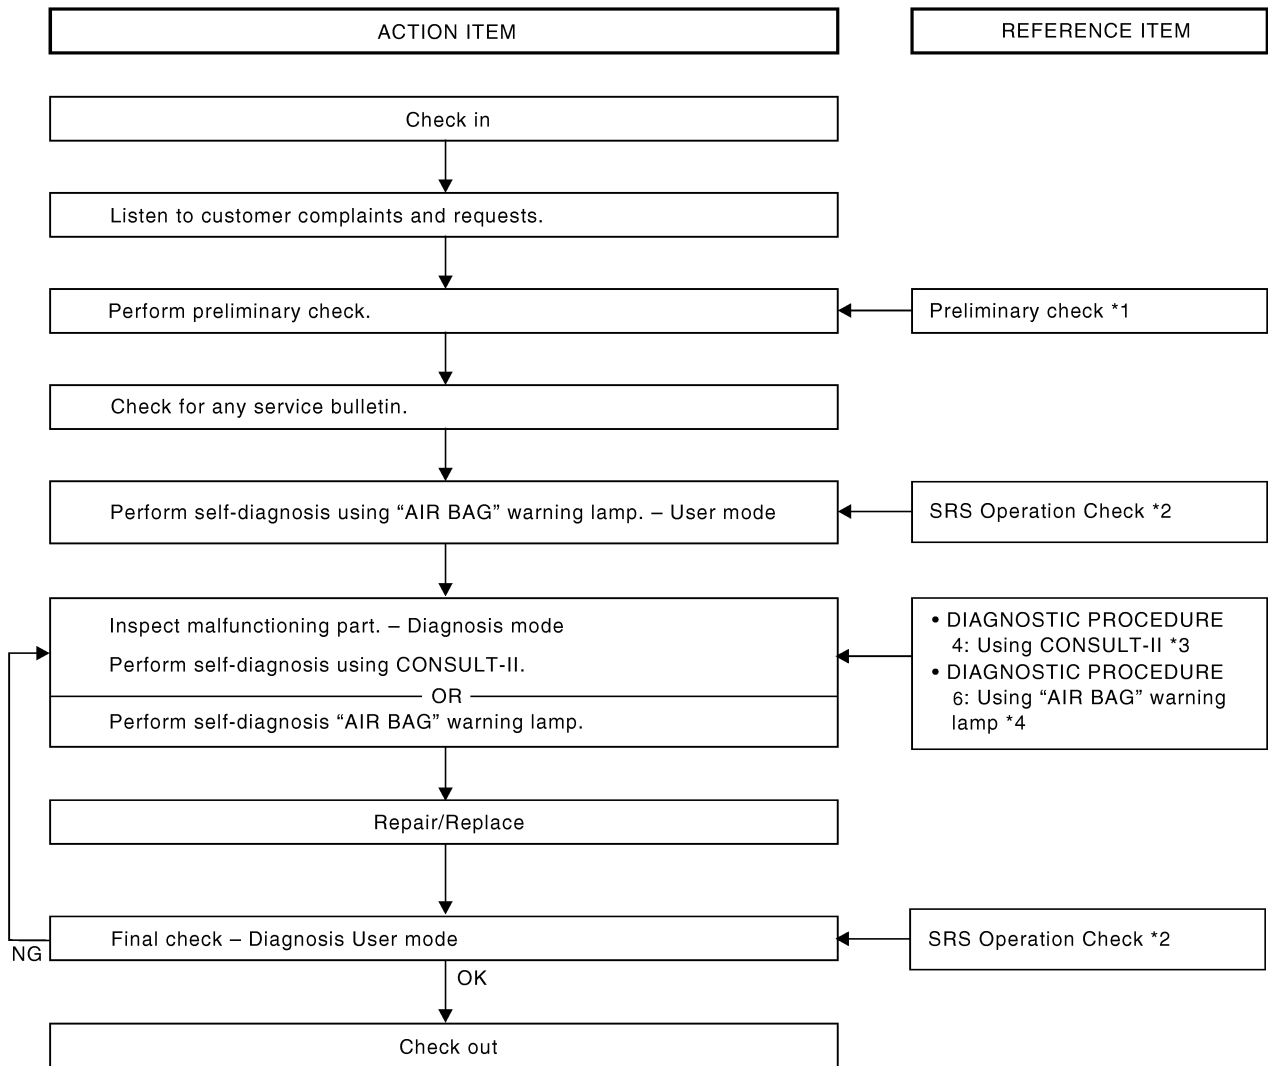 ACTION ITEM
REFERENCE ITEM
Check in
Listen to customer complaints and requests.
Perform preliminary check.
Preliminary check *1
Check for any service bulletin.
Perform self-diagnosis using “AIR BAG” warning lamp. – User mode
SRS Operation Check *2
Inspect malfunctioning part. – Diagnosis mode
Perform self-diagnosis using CONSULT-II.
OR
Perform self-diagnosis “AIR BAG” warning lamp.
• DIAGNOSTIC PROCEDURE
4: Using CONSULT-II *3
• DIAGNOSTIC PROCEDURE
6: Using “AIR BAG” warning
lamp *4
Repair/Replace
Final check – Diagnosis User mode
SRS Operation Check *2
NG
OK
Check out